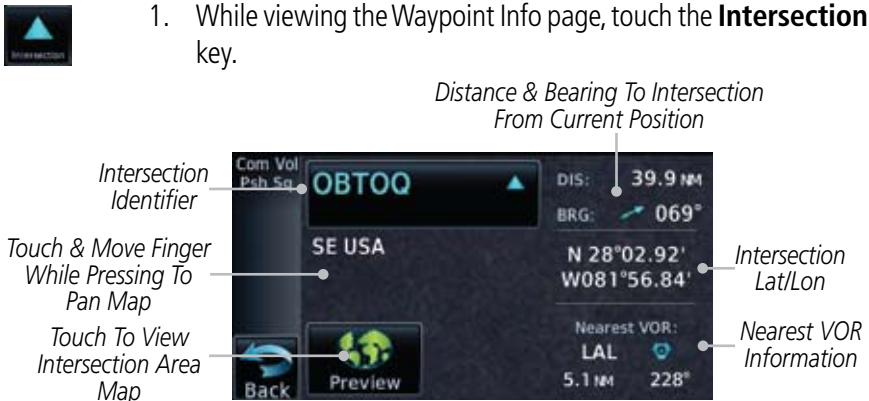 1. While viewing the Waypoint Info page, touch the Intersection
key.
Intersection
Distance & Bearing To Intersection
From Current Position
Intersection
Identifier
Touch & Move Finger
While Pressing To
Pan Map
Touch To View
Intersection Area
Map
Com Vol
Psh Sq
OBTOQ
SE USA
Back
Preview
DIS: 39.9 NM
BRG: 069°
N 28°02.92'
W081°56.84'
Nearest VOR:
LAL
5.1 NM 228°
Intersection
Lat/Lon
Nearest VOR
Information